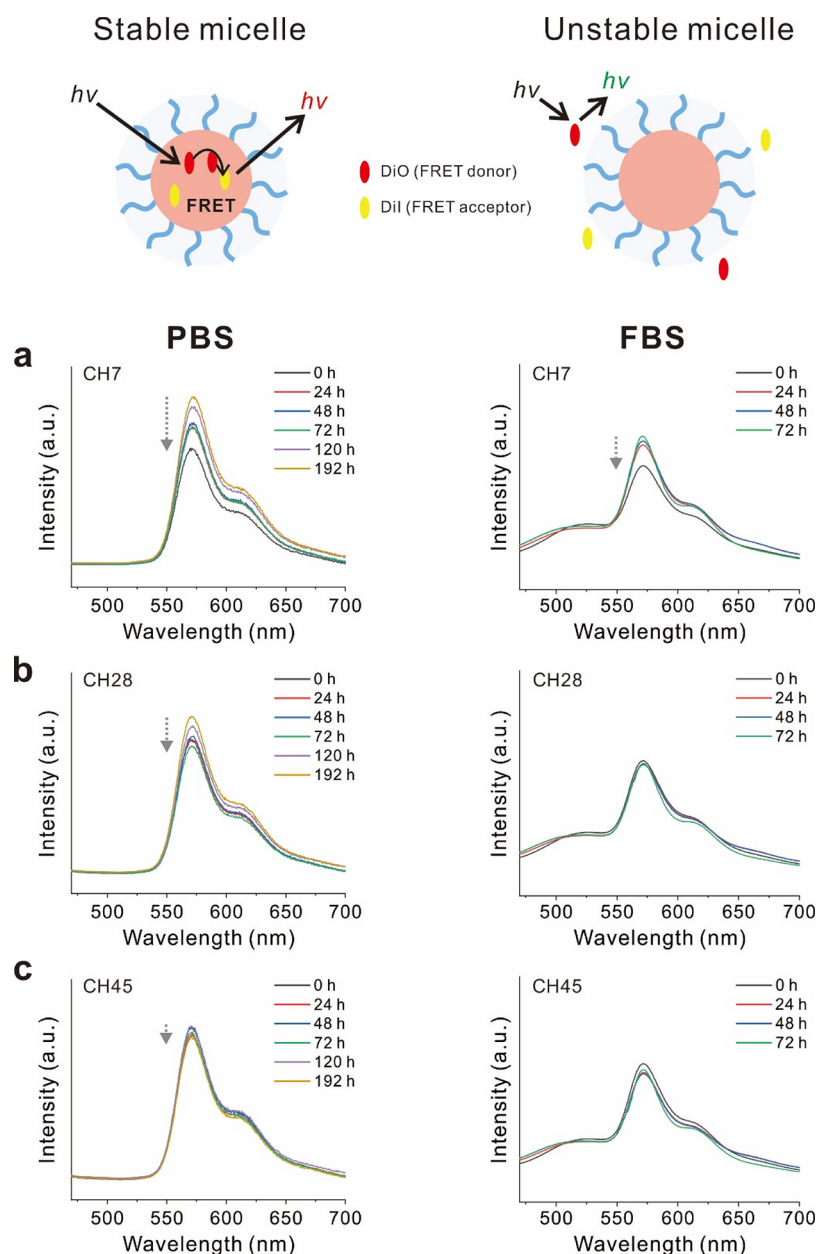 Stable micelle
Unstable micelle
hv
hv
FRET
DiO (FRET donor)
DiI (FRET acceptor)
hv
hv
PBS
FBS
a
CH7
0 h
24 h
48 h
72 h
120 h
192 h
Intensity (a.u.)
500 550 600 650 700
Wavelength (nm)
CH7
0 h
24 h
48 h
72 h
Intensity (a.u.)
500 550 600 650 700
Wavelength (nm)
b
CH28
0 h
24 h
48 h
72 h
120 h
192 h
Intensity (a.u.)
500 550 600 650 700
Wavelength (nm)
CH28
0 h
24 h
48 h
72 h
Intensity (a.u.)
500 550 600 650 700
Wavelength (nm)
c
CH45
0 h
24 h
48 h
72 h
120 h
192 h
Intensity (a.u.)
500 550 600 650 700
Wavelength (nm)
CH45
0 h
24 h
48 h
72 h
Intensity (a.u.)
500 550 600 650 700
Wavelength (nm)